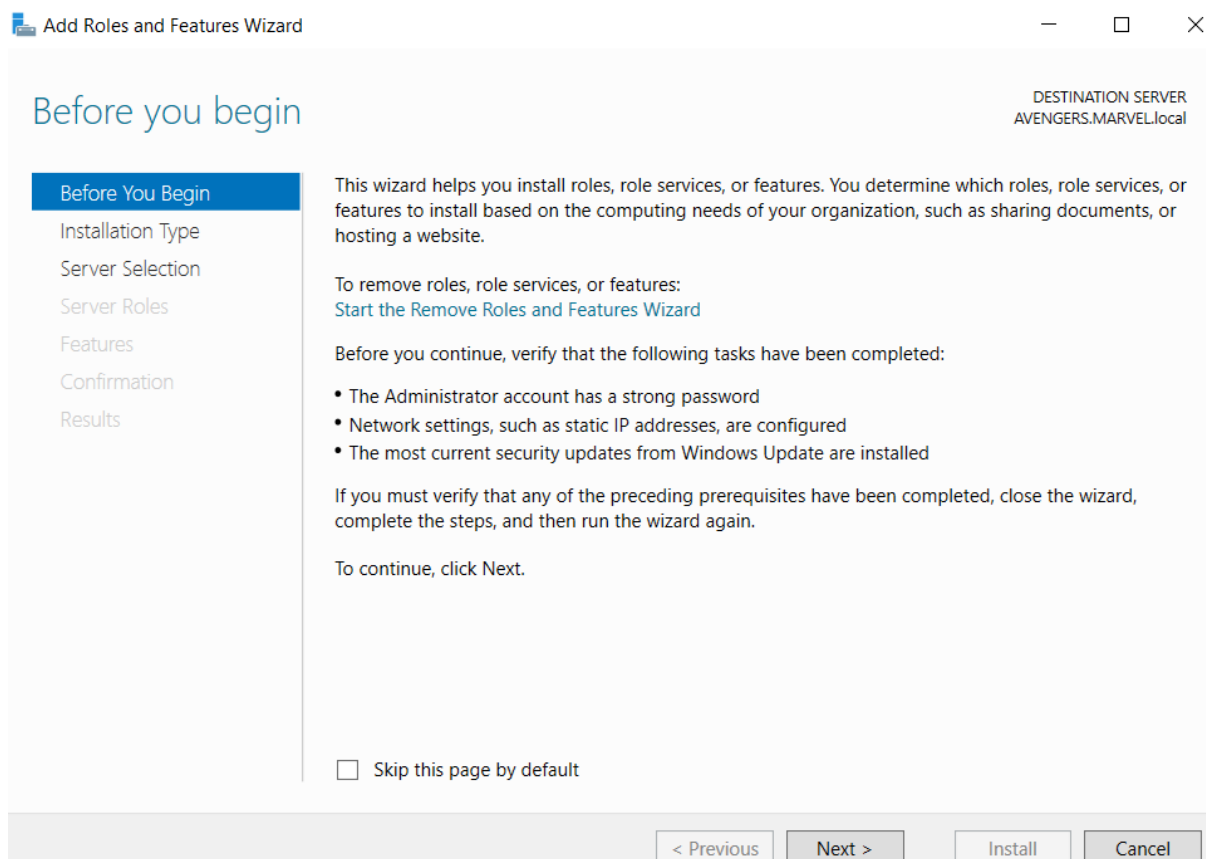 Add Roles and Features Wizard
Before you begin
DESTINATION SERVER
AVENGERS.MARVEL.local
Before You Begin
Installation Type
Server Selection
Server Roles
Features
Confirmation
Results
This wizard helps you install roles, role services, or features. You determine which roles, role services, or
features to install based on the computing needs of your organization, such as sharing documents, or
hosting a website.
To remove roles, role services, or features:
Start the Remove Roles and Features Wizard
Before you continue, verify that the following tasks have been completed:
• The Administrator account has a strong password
• Network settings, such as static IP addresses, are configured
• The most current security updates from Windows Update are installed
If you must verify that any of the preceding prerequisites have been completed, close the wizard,
complete the steps, and then run the wizard again.
To continue, click Next.
Skip this page by default
< Previous
Next >
Install
Cancel